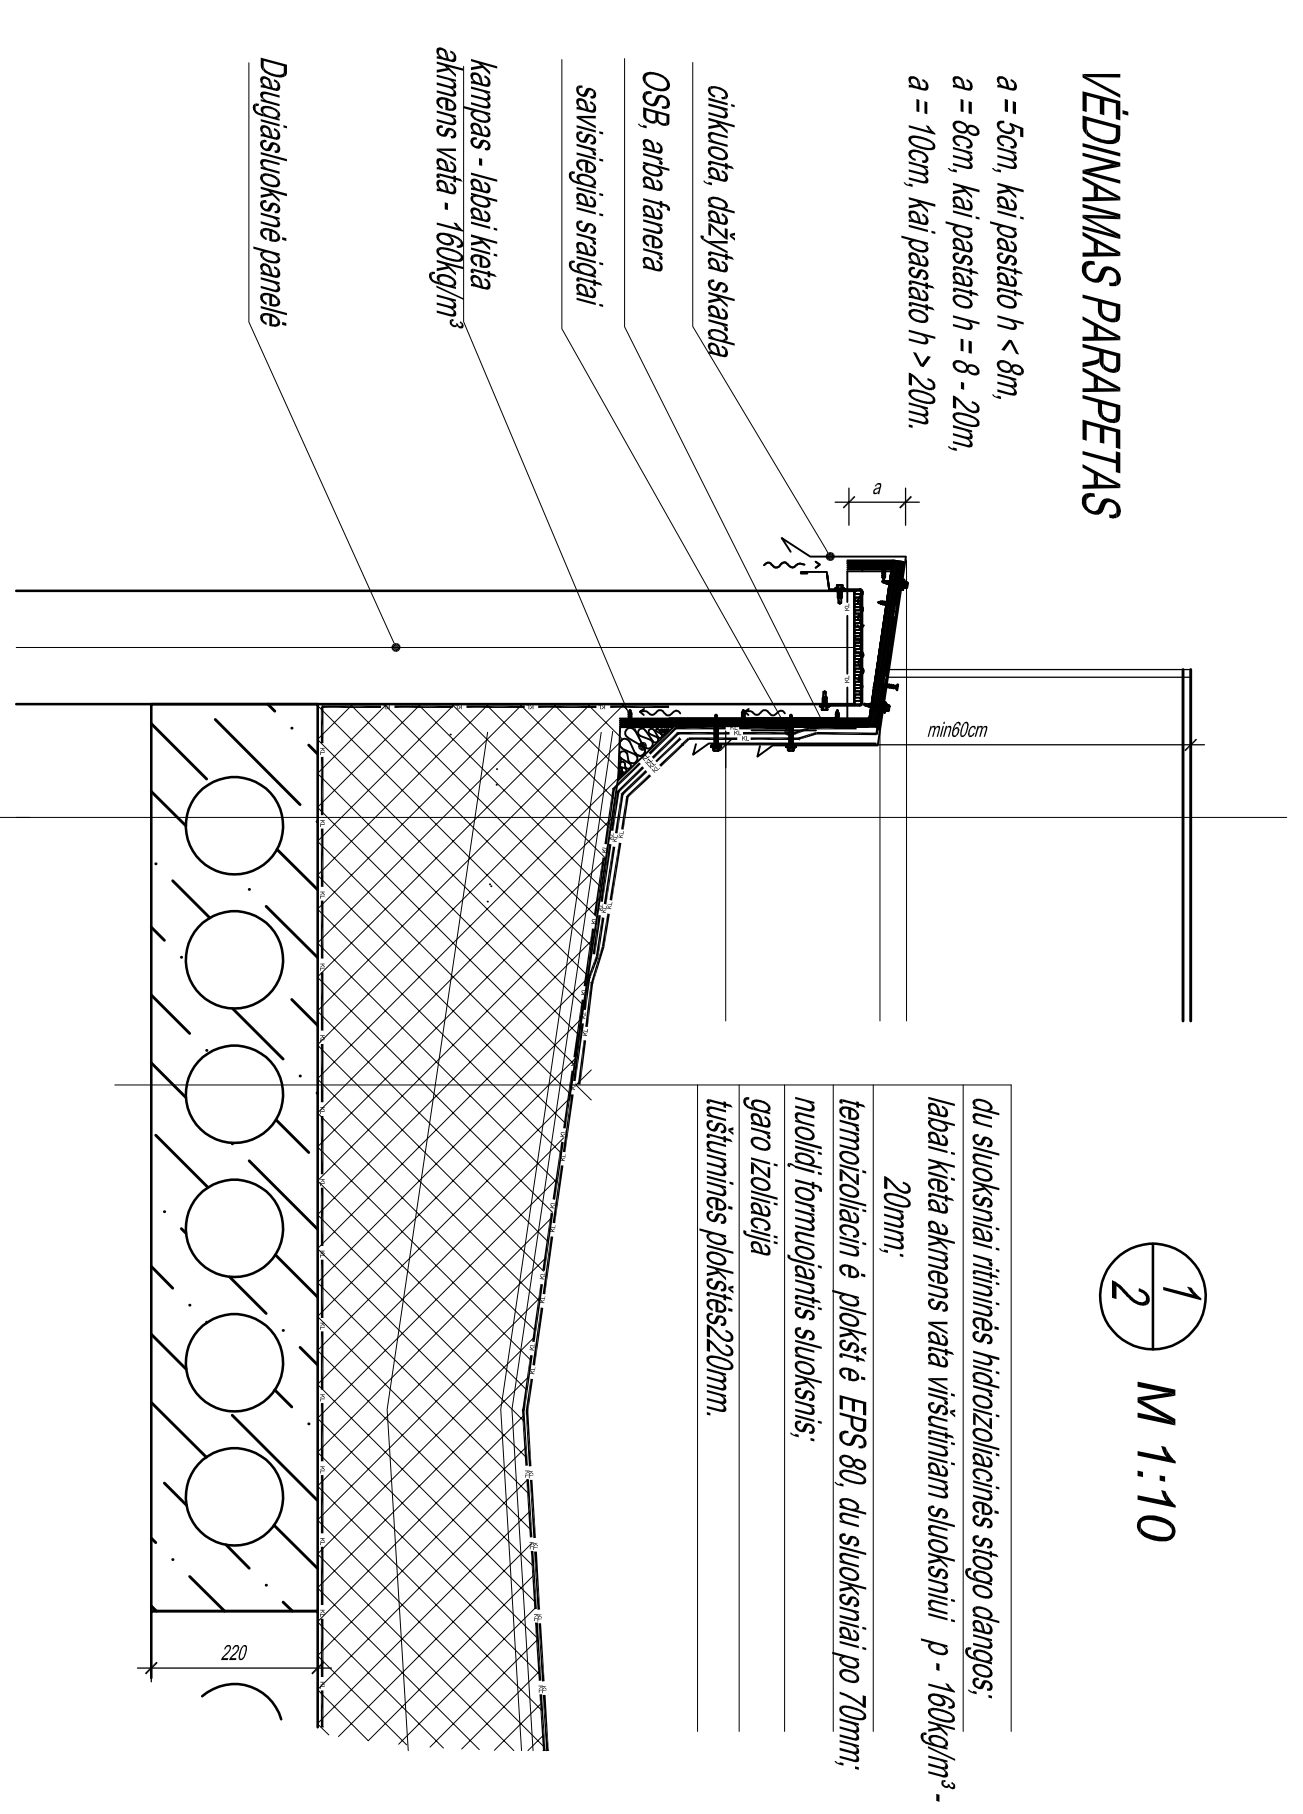 VĖDINAMAS PARAPETAS
a = 5cm, kai pastato h < 8m,
a = 8cm, kai pastato h = 8 - 20m,
a = 10cm, kai pastato h > 20m.
cinkuota, dažyta skarda
OSB, arba fanera
savisriegiai sraigtai
kampas - labai kieta
akmens vata - 160kg/m³
Daugiasluoksnė panelė
a
min60cm
1
2
M 1:10
du sluoksniai ritininės hidroizoliacinės stogo dangos;
labai kieta akmens vata viršutiniam sluoksniui p - 160kg/m³ -
20mm;
termoizoliacin ė plokšt ė EPS 80, du sluoksniai po 70mm;
nuolidį formuojantis sluoksnis;
garo izoliacija
tuštuminės plokštės220mm.
220